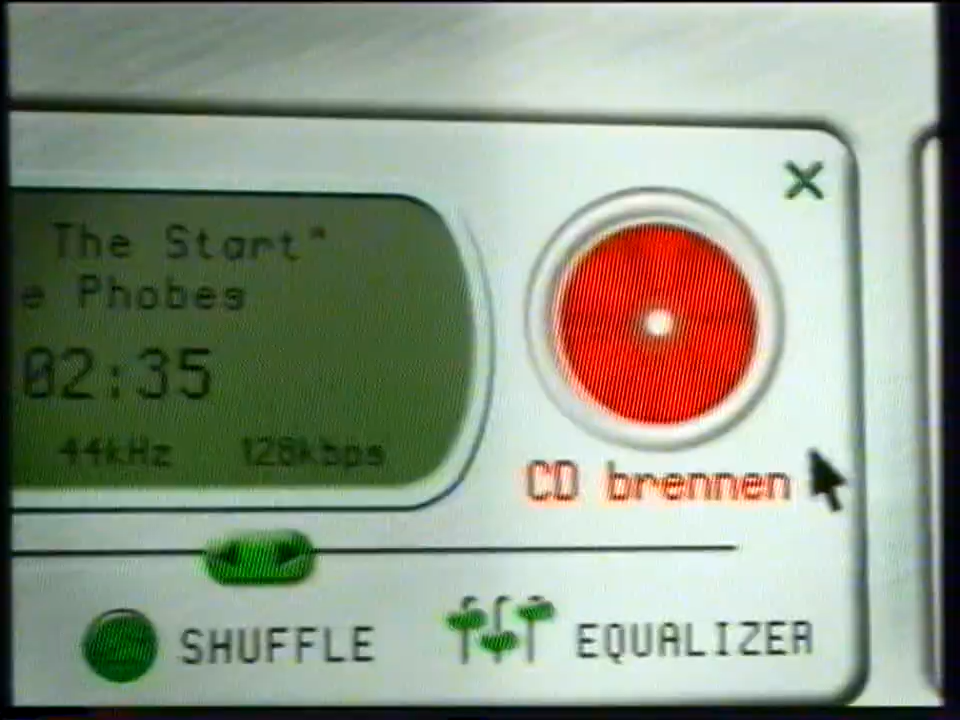 The Start"
e Phobes
02:35
44kHz 128kbps
CD brennen
SHUFFLE EQUALIZER